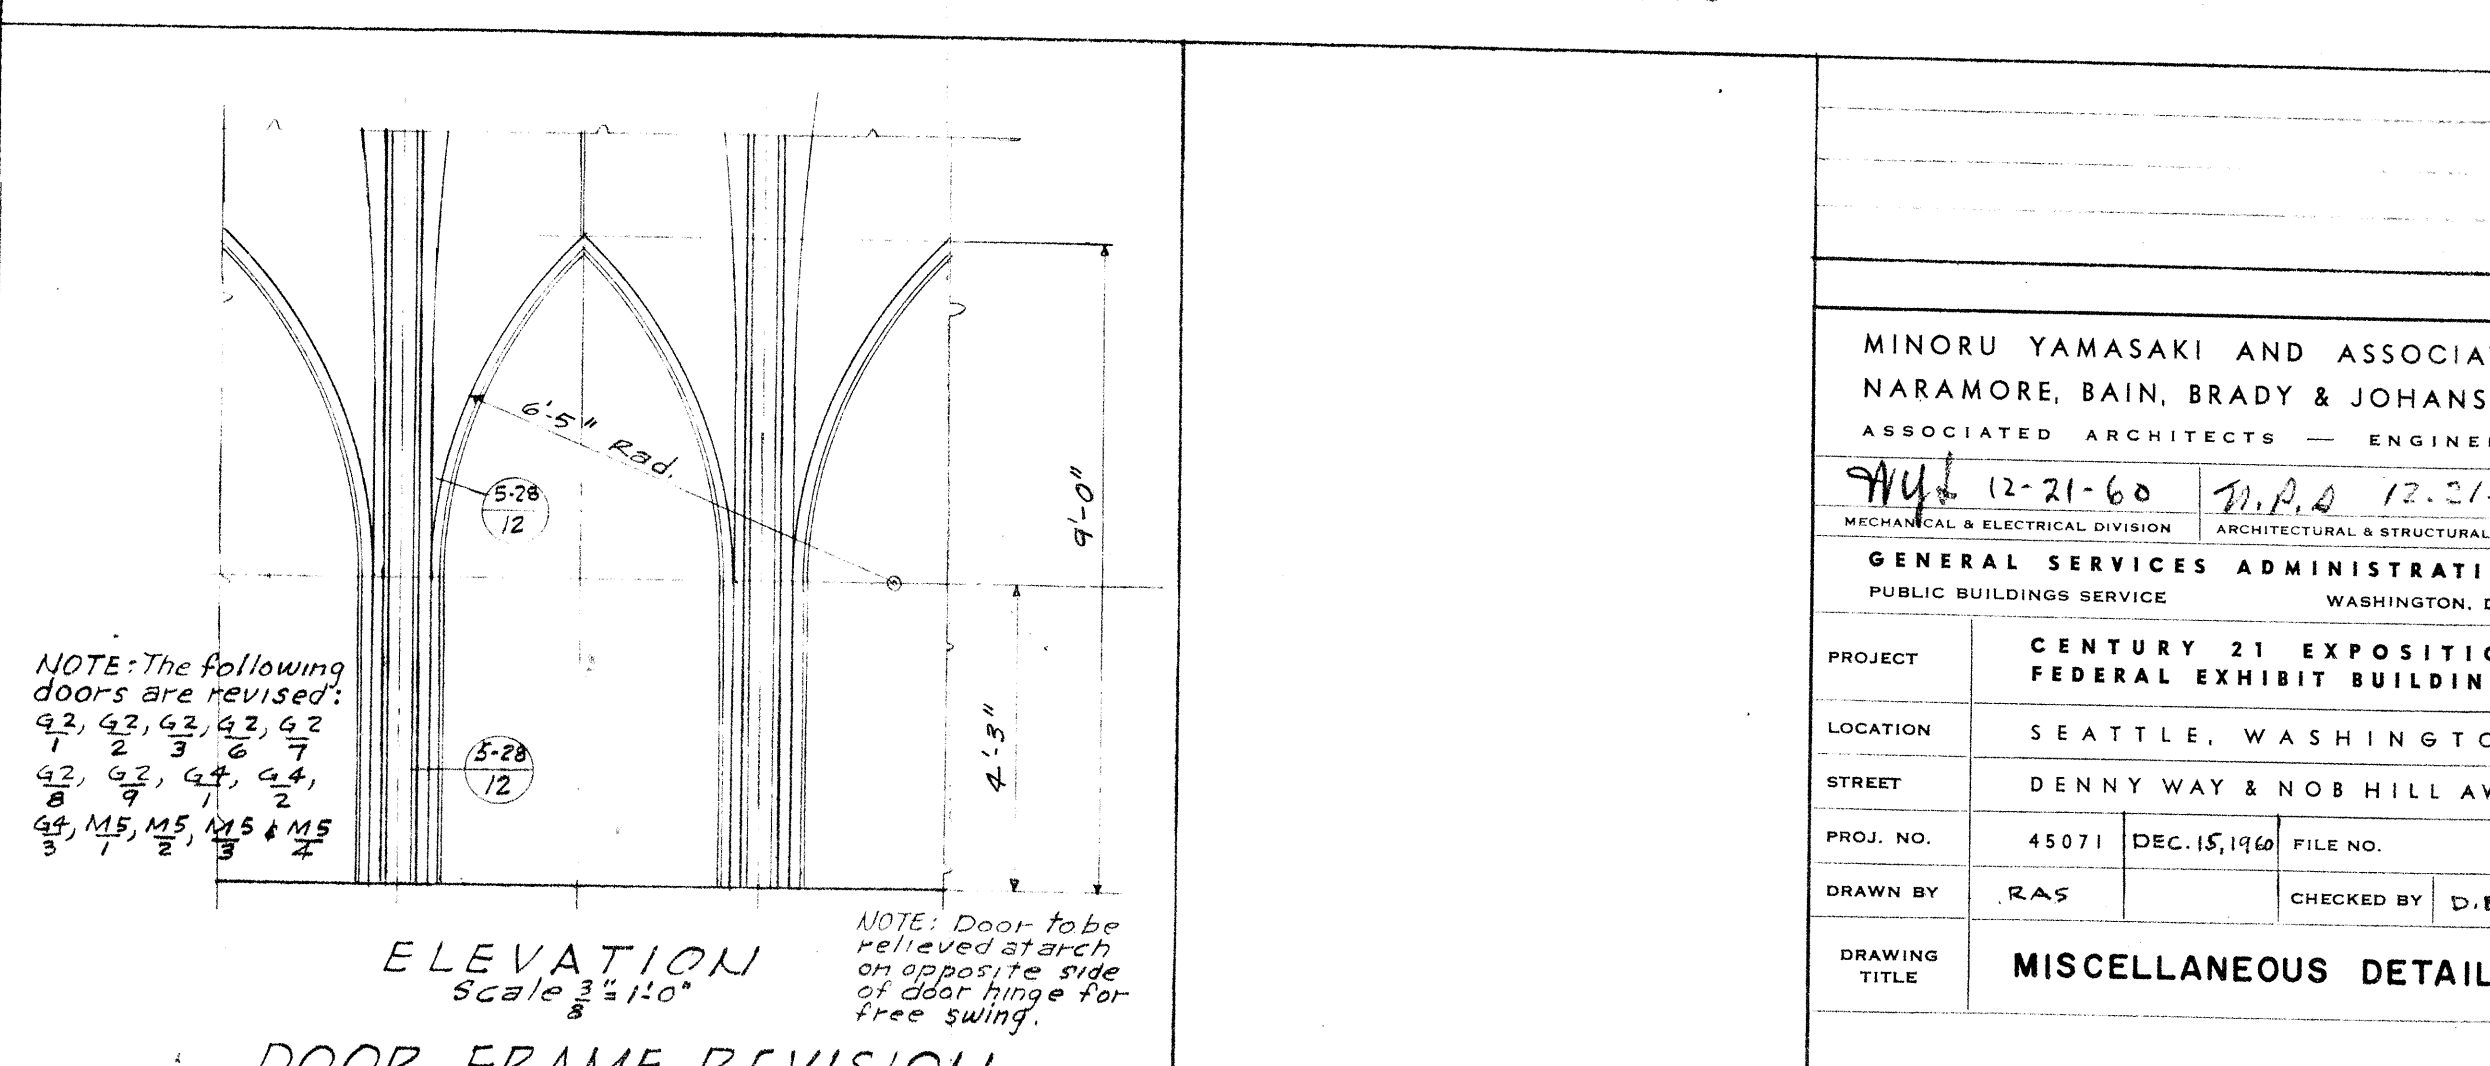 6'-5" Rad.
5-28
12
5-28
12
9'-0"
4'-3"
NOTE: The following
doors are revised:
G2, G2, G2, G2, G2
1 2 3 6 7
G2, G2, G4, G4,
8 9 1 2
G4, M5, M5, M5 & M5
3 1 2 3 4
ELEVATION
Scale 3/8" = 1'-0"
NOTE: Door to be
relieved at arch
on opposite side
of door hinge for
free swing.
DOOR FRAME REVISION
MINORU YAMASAKI AND ASSOCIA
NARAMORE, BAIN, BRADY & JOHANS
ASSOCIATED ARCHITECTS — ENGINE
12-21-60
MECHANICAL & ELECTRICAL DIVISION
ARCHITECTURAL & STRUCTURAL
GENERAL SERVICES ADMINISTRATI
PUBLIC BUILDINGS SERVICE WASHINGTON, D
PROJECT
CENTURY 21 EXPOSITIO
FEDERAL EXHIBIT BUILDIN
LOCATION SEATTLE, WASHINGTO
STREET DENNY WAY & NOB HILL AV
PROJ. NO. 45071 DEC. 15, 1960 FILE NO.
DRAWN BY RAS CHECKED BY D.
DRAWING
TITLE
MISCELLANEOUS DETAIL